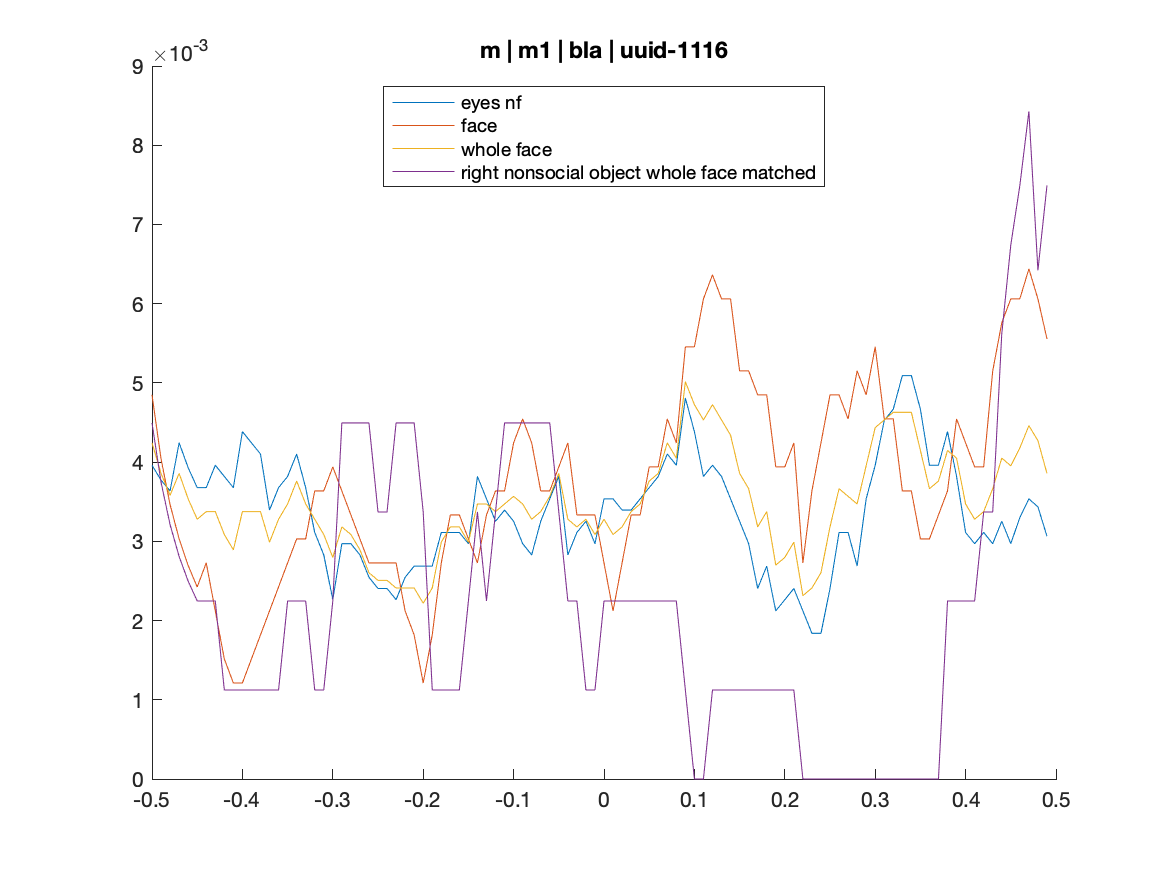 m | m1 | bla | uuid-1116
×10-3
eyes nf
face
whole face
right nonsocial object whole face matched
9
8
7
6
5
4
3
2
1
0
-0.5 -0.4 -0.3 -0.2 -0.1 0 0.1 0.2 0.3 0.4 0.5